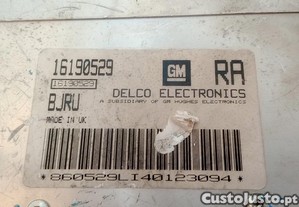 16190529
16190529
BJRU
MADE IN UK
GM
RA
DELCO ELECTRONICS
A SUBSIDIARY OF GM HUGHES ELECTRONICS
*860529LI40123094*
CustoJusto.pt